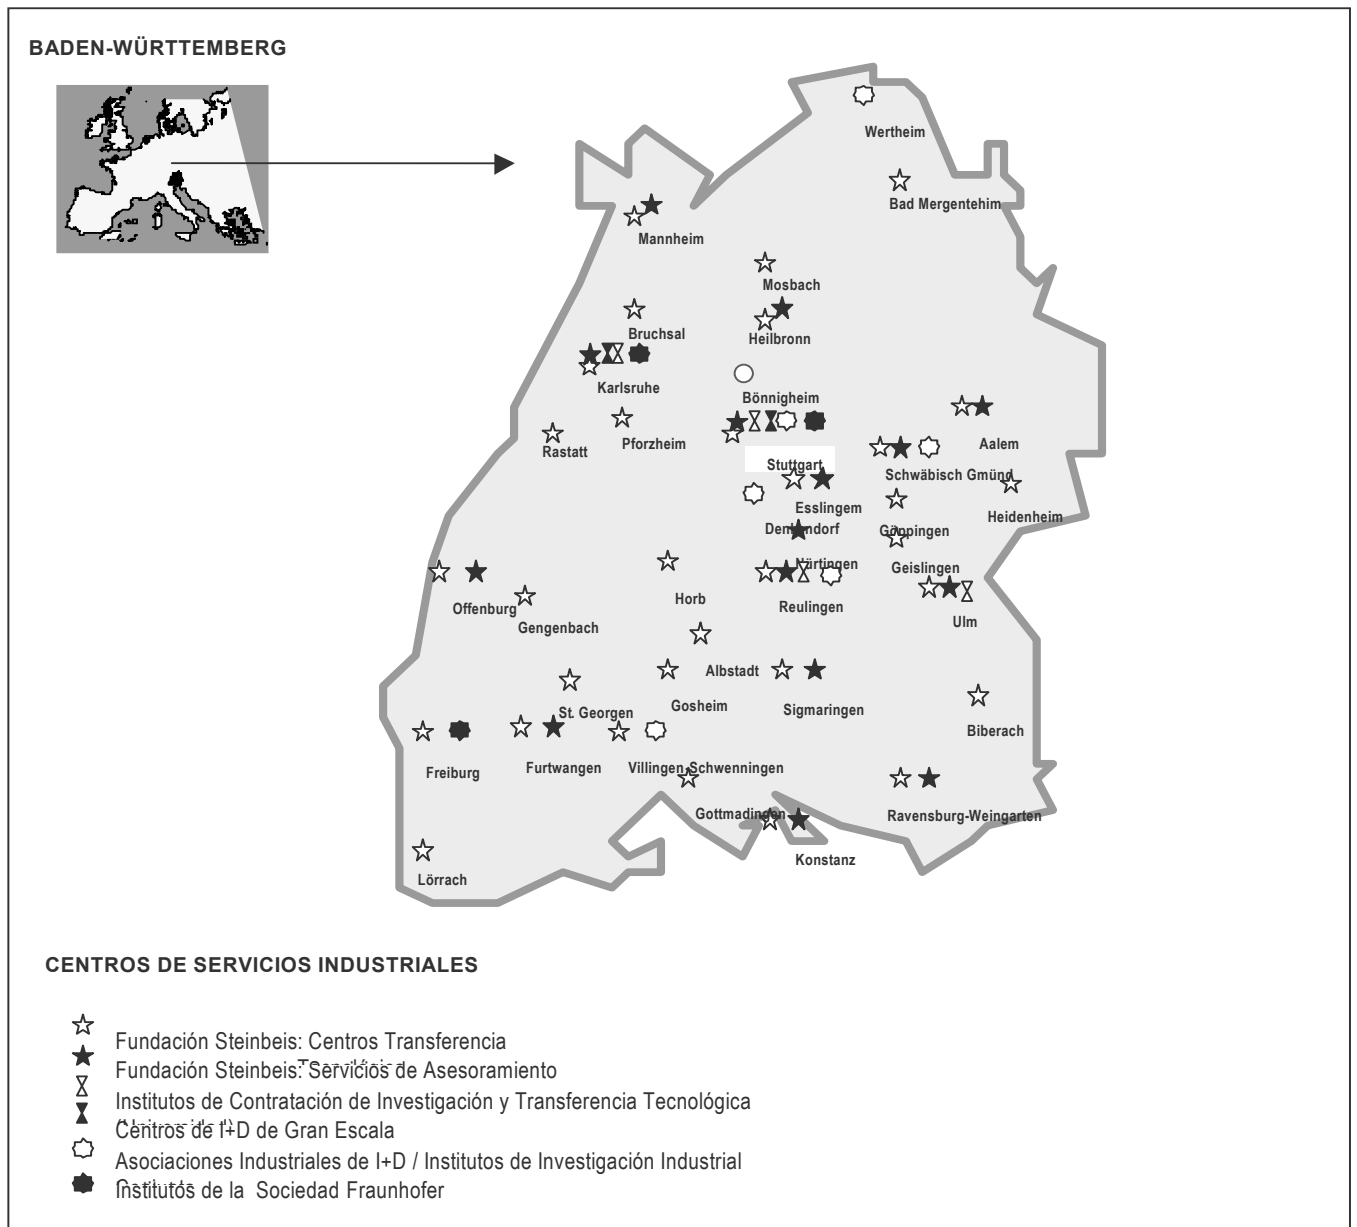 BADEN-WÜRTTEMBERG
Wertheim
Bad Mergentehim
Mannheim
Mosbach
Bruchsal
Heilbronn
Karlsruhe
Bönnigheim
Rastatt
Pforzheim
Aalem
Stuttgart
Schwäbisch Gmünd
Esslingem
Heidenheim
Denkendorf
Göppingen
Nürtingen
Geislingen
Offenburg
Horb
Reulingen
Gengenbach
Ulm
Albstadt
St. Georgen
Gosheim
Sigmaringen
Biberach
Freiburg
Furtwangen
Villingen-Schwenningen
Gottmadingen
Ravensburg-Weingarten
Konstanz
Lörrach
CENTROS DE SERVICIOS INDUSTRIALES
Fundación Steinbeis: Centros Transferencia
Fundación Steinbeis: Servicios de Asesoramiento
Institutos de Contratación de Investigación y Transferencia Tecnológica
Centros de I+D de Gran Escala
Asociaciones Industriales de I+D / Institutos de Investigación Industrial
Institutos de la Sociedad Fraunhofer